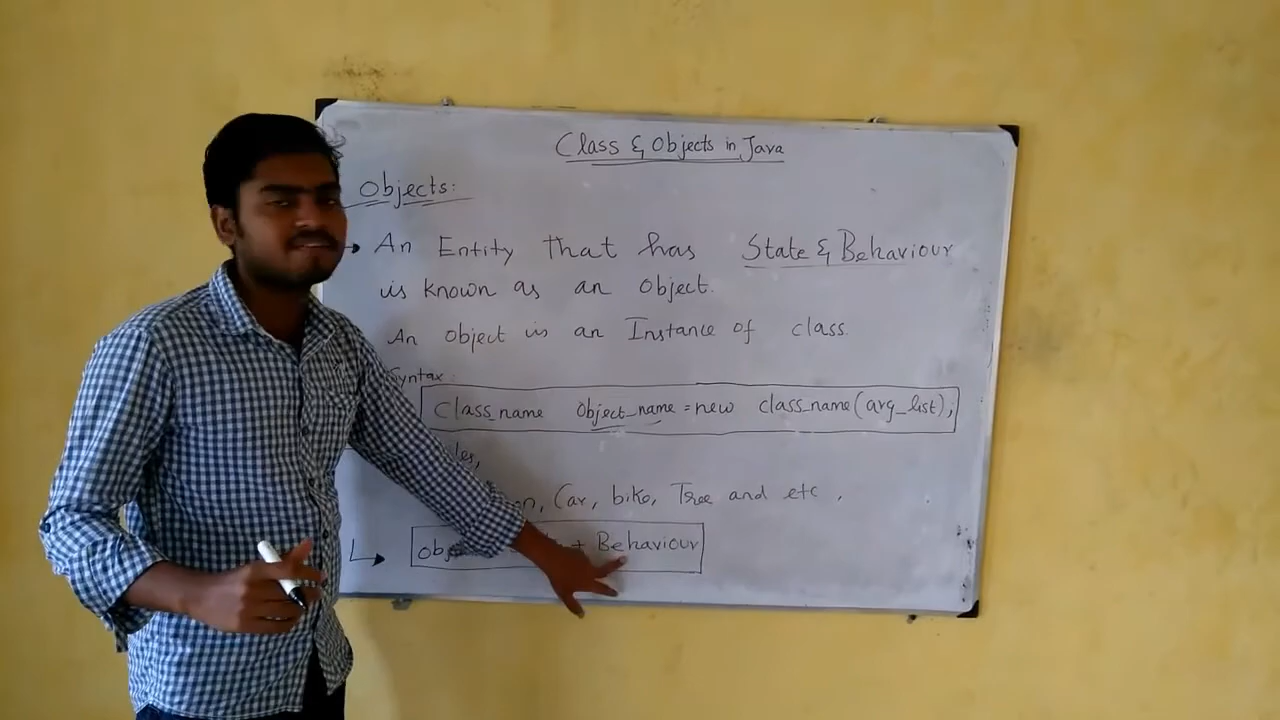 Class & Objects in Java
Objects:
An Entity that has State & Behaviour
is known as an object.
An object is an Instance of class.
Syntax:
Class_name object_name = new class_name(arg_list);
Car, bike, Tree and etc ,
+ Behaviour